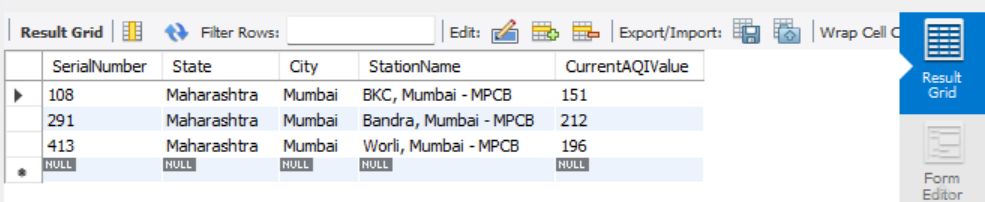 Result Grid Filter Rows: Edit: Export/Import: Wrap Cell C
SerialNumber State City StationName CurrentAQIValue
108 Maharashtra Mumbai BKC, Mumbai - MPCB 151
291 Maharashtra Mumbai Bandra, Mumbai - MPCB 212
413 Maharashtra Mumbai Worli, Mumbai - MPCB 196
NULL NULL NULL NULL NULL
Result
Grid
Form
Editor